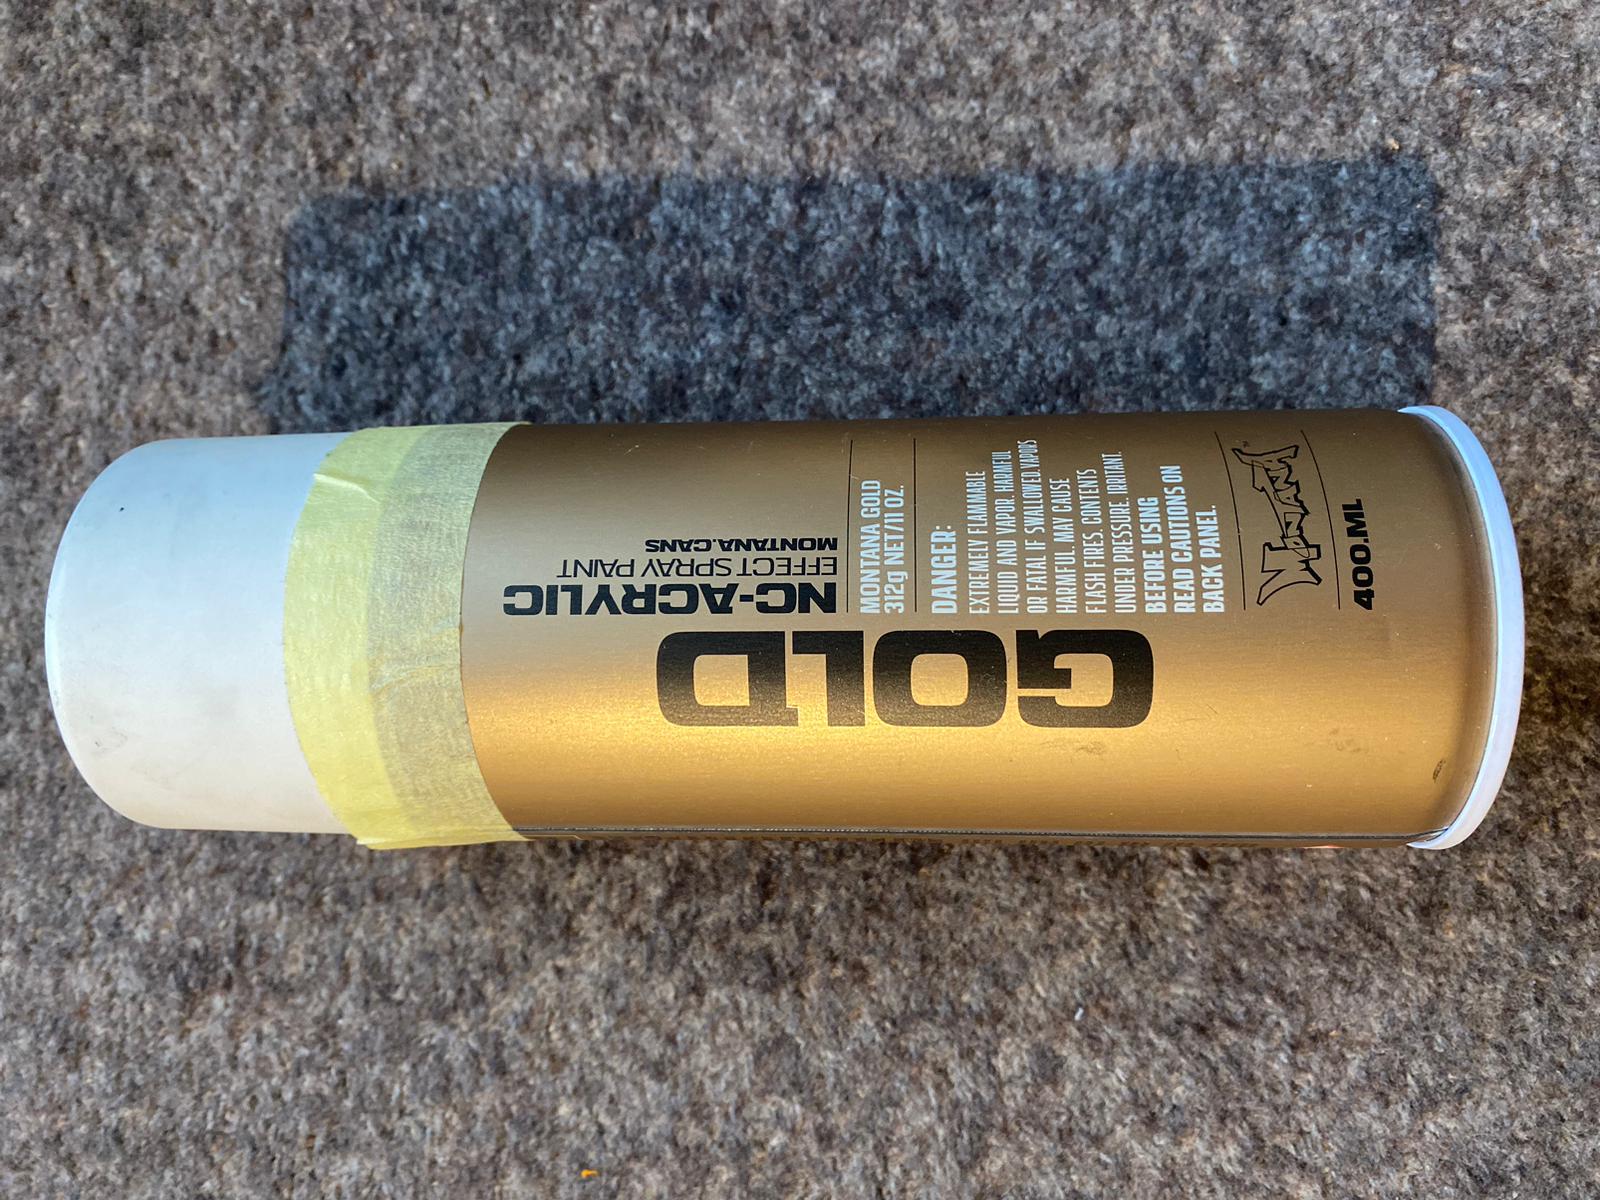 GOLD
NC-ACRYLIC
EFFECT SPRAY PAINT
MONTANA.CANS
MONTANA GOLD
312g NET/11 OZ.
DANGER:
EXTREMELY FLAMMABLE
LIQUID AND VAPOR. HARMFUL
OR FATAL IF SWALLOWED. VAPORS
HARMFUL. MAY CAUSE
FLASH FIRES. CONTENTS
UNDER PRESSURE. IRRITANT.
BEFORE USING
READ CAUTIONS ON
BACK PANEL.
MONTANA
400.ML